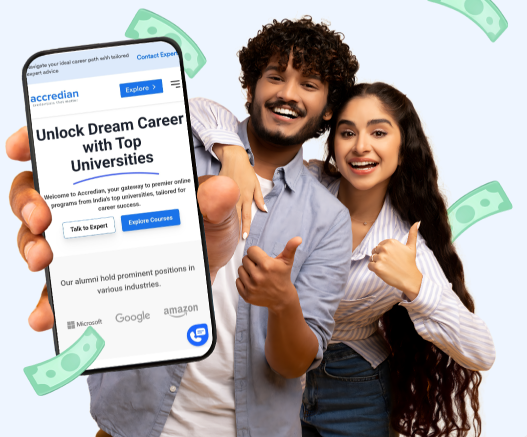 navigate your ideal career path with tailored
expert advice
Contact Expert
accredian
Explore >
Unlock Dream Career
with Top
Universities
Welcome to Accredian, your gateway to premier online
programs from India's top universities, tailored for
career success.
Talk to Expert
Explore Courses
Our alumni hold prominent positions in
various industries.
Microsoft
Google
amazon